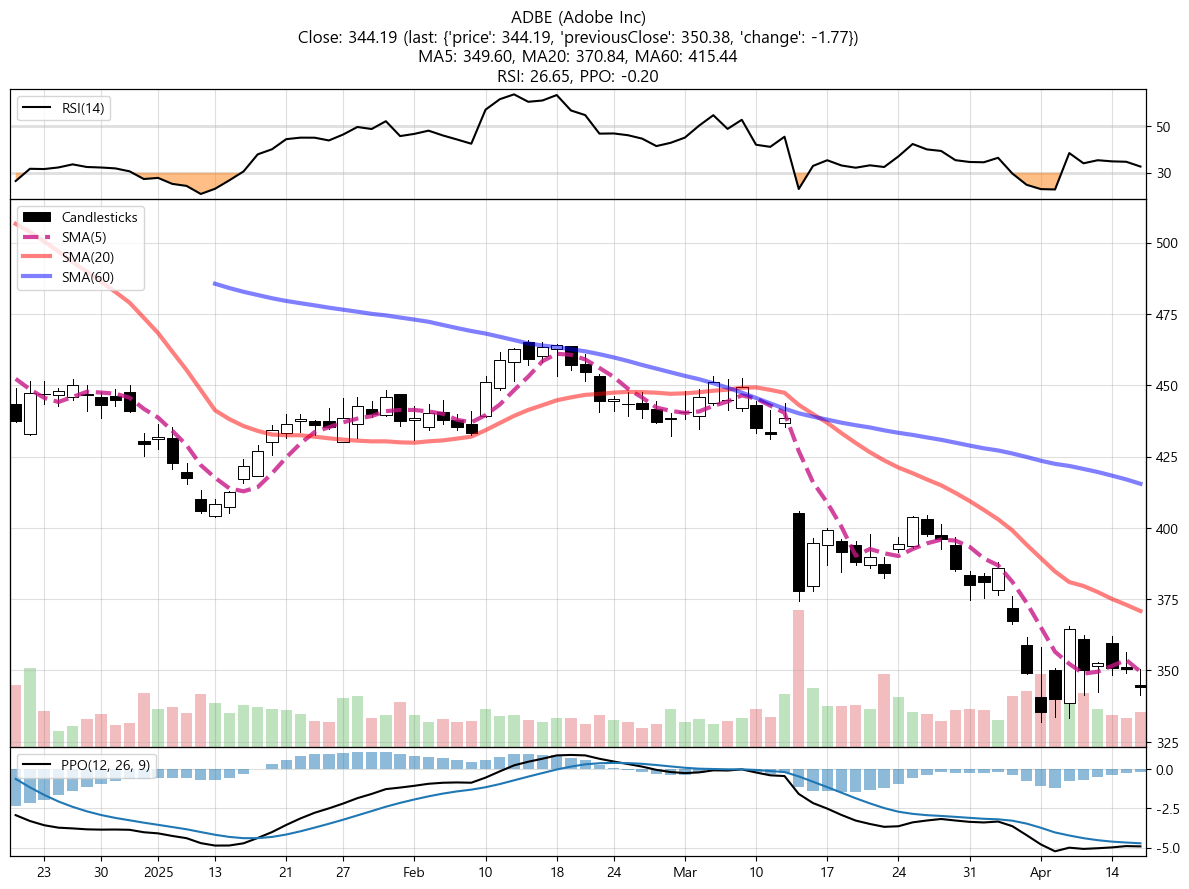 ADBE (Adobe Inc)
Close: 344.19 (last: {'price': 344.19, 'previousClose': 350.38, 'change': -1.77})
MA5: 349.60, MA20: 370.84, MA60: 415.44
RSI: 26.65, PPO: -0.20
RSI(14)
50
30
Candlesticks
SMA(5)
SMA(20)
SMA(60)
500
475
450
425
400
375
350
325
PPO(12, 26, 9)
0.0
-2.5
-5.0
23 30 2025 13 21 27 Feb 10 18 24 Mar 10 17 24 31 Apr 14